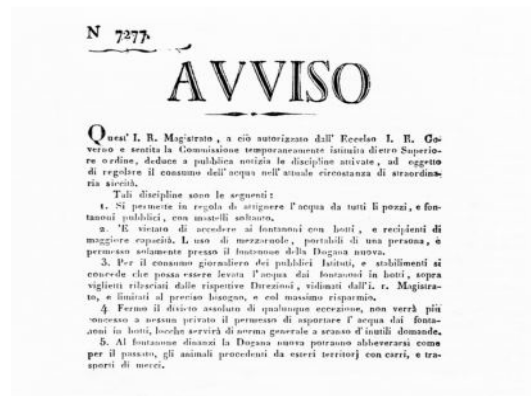 N 7277.
AVVISO
Quest' I. R. Magistrato, a ciò autorizzato dall' Eccelso I. R. Go-
verno e sentita la Commissione temporaneamente istituita dietro Superio-
re ordine, deduce a pubblica notizia le discipline attivate, ad oggetto
di regolare il consumo dell' acqua nell' attuale circostanza di straordina-
ria siccità.
Tali discipline sono le seguenti:
1. Si permette in regola di attignere l' acqua da tutti li pozzi, e fon-
tanoni pubblici, con mastelli soltanto.
2. 'E vietato di accedere ai fontanoni con botti, e recipienti di
maggiore capacità. L uso di mezzaruole, portabili di una persona, è
permesso solamente presso il fontanone della Dogana nuova.
3. Per il consumo giornaliero dei pubblici Istituti, e stabilimenti si
concede che possa essere levata l' acqua dai fontanoni in botti, sopra
viglietti rilasciati dalle rispettive Direzioni, vidimati dall' i. r. Magistra-
to, e limitati al preciso bisogno, e col massimo risparmio.
4. Fermo il divieto assoluto di qualunque eccezione, non verrà più
concesso a nessun privato il permesso di asportare l' acqua dai fonta-
noni in botti, locchè servirà di norma generale a scanso d' inutili domande.
5. Al fontanone dinanzi la Dogana nuova potranno abbeverarsi come
per il passato, gli animali procedenti da esteri territorj con carri, e tra-
sporti di merci.